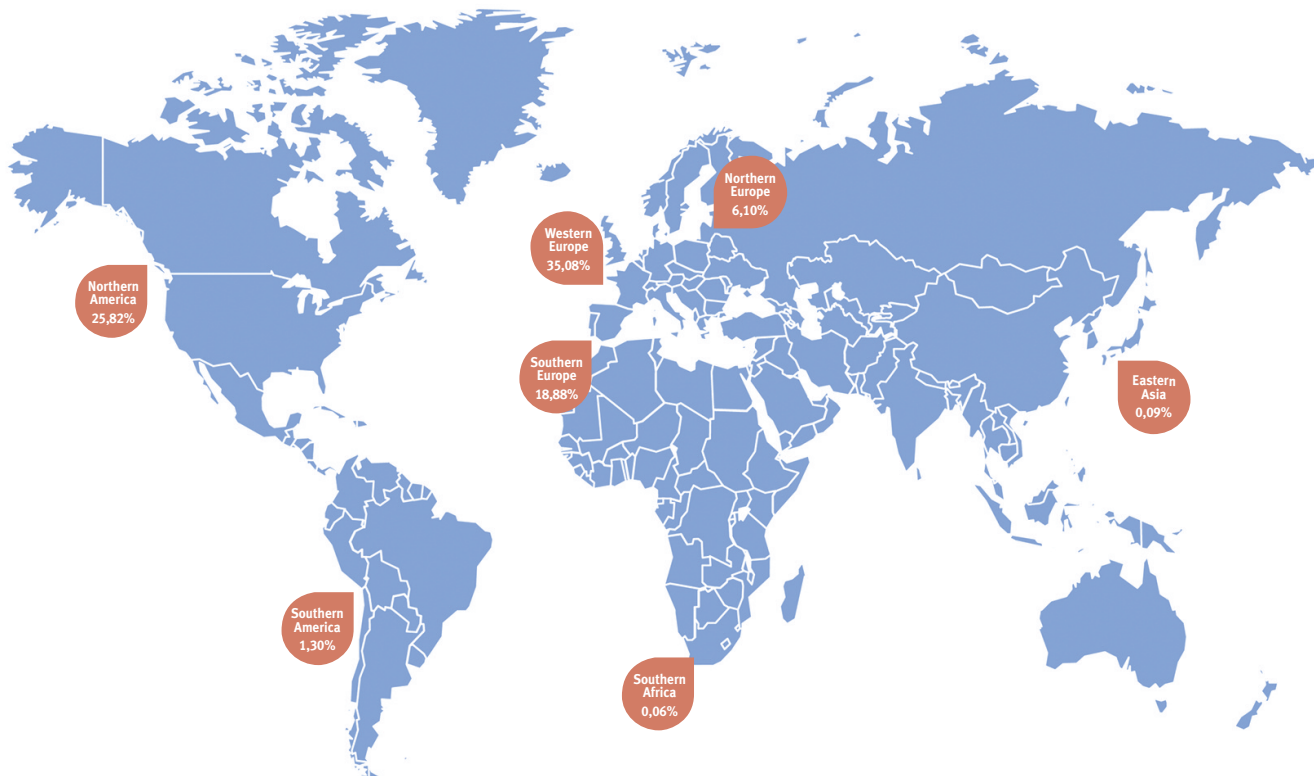 Northern
Europe
6,10%
Western
Europe
35,08%
Northern
America
25,82%
Southern
Europe
18,88%
Eastern
Asia
0,09%
Southern
America
1,30%
Southern
Africa
0,06%